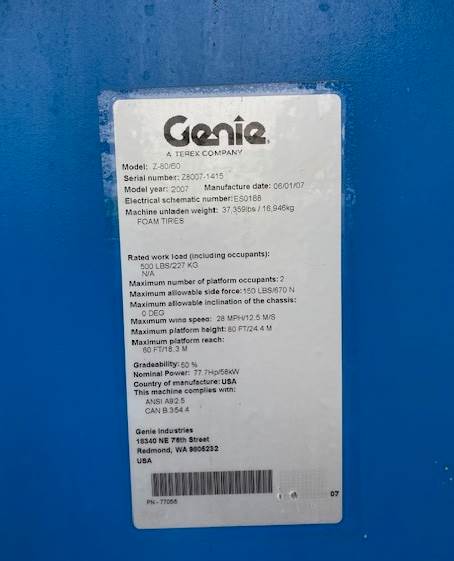 Genie
A TEREX COMPANY
Model: Z-80/60
Serial number: Z8007-1415
Model year: 2007 Manufacture date: 06/01/07
Electrical schematic number: ES0188
Machine unladen weight: 37,359lbs / 16,946kg
FOAM TIRES
Rated work load (including occupants):
500 LBS/227 KG
N/A
Maximum number of platform occupants: 2
Maximum allowable side force: 150 LBS/670 N
Maximum allowable inclination of the chassis:
0 DEG
Maximum wind speed: 28 MPH/12.5 M/S
Maximum platform height: 80 FT/24.4 M
Maximum platform reach:
60 FT/18.3 M
Gradeability: 50 %
Nominal Power: 77.7Hp/58kW
Country of manufacture: USA
This machine complies with:
ANSI A92.5
CAN B.354.4
Genie Industries
18340 NE 76th Street
Redmond, WA 9805232
USA
PN - 77055
07